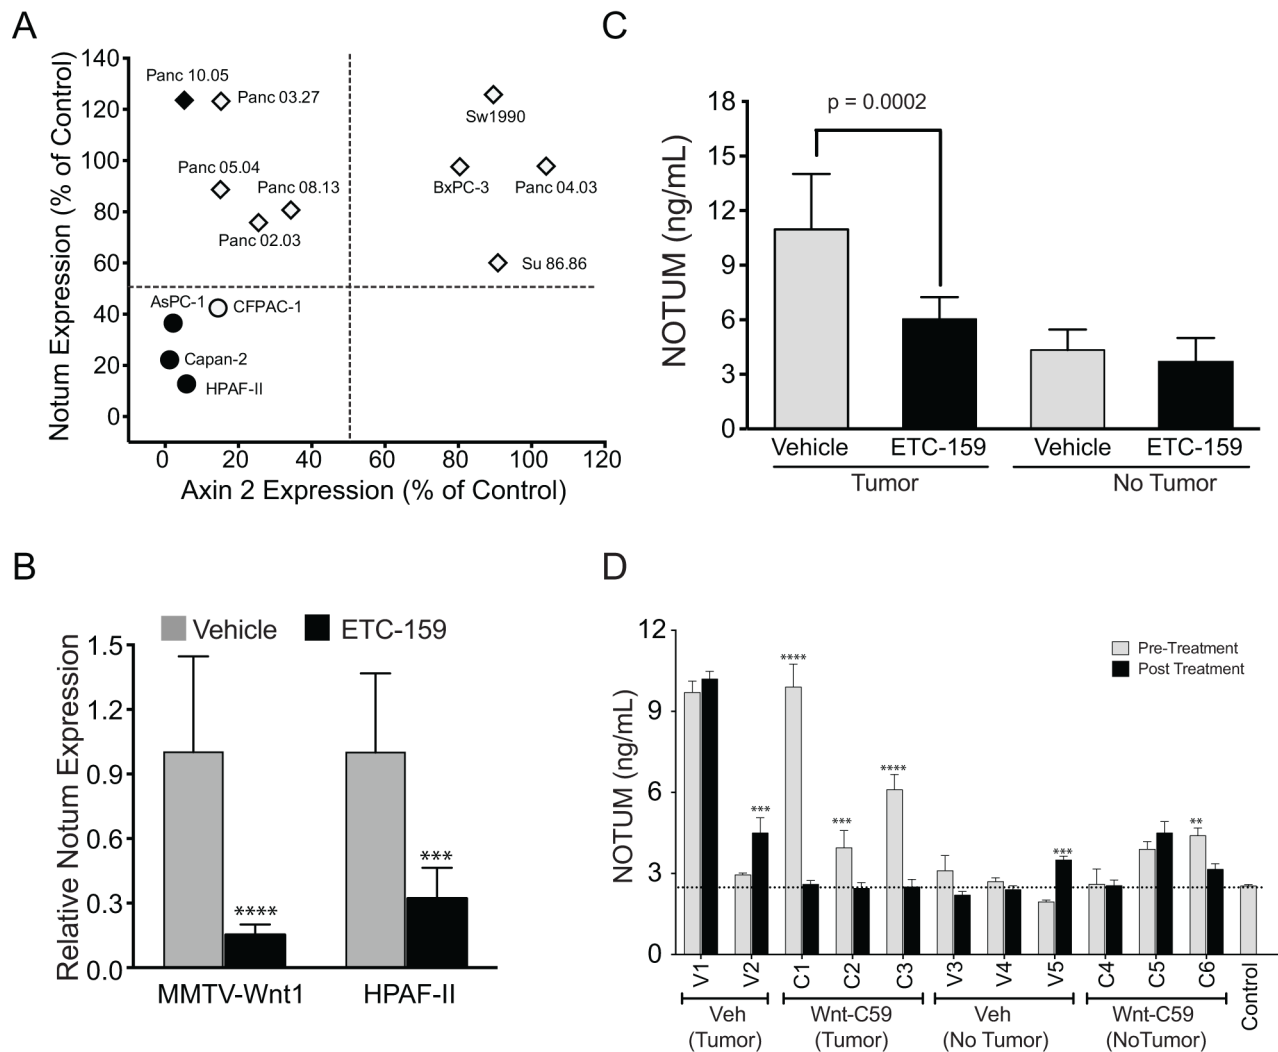 A
Notum Expression (% of Control)
140
120
100
80
60
40
20
0
Panc 10.05
Panc 03.27
Sw1990
Panc 05.04
Panc 08.13
BxPC-3
Panc 04.03
Panc 02.03
Su 86.86
AsPC-1
CFPAC-1
Capan-2
HPAF-II
0 20 40 60 80 100 120
Axin 2 Expression (% of Control)
B
Vehicle
ETC-159
Relative Notum Expression
1.5
1.2
0.9
0.6
0.3
0.0
****
***
MMTV-Wnt1
HPAF-II
C
NOTUM (ng/mL)
18
15
12
9
6
3
0
p = 0.0002
Vehicle ETC-159 Vehicle ETC-159
Tumor No Tumor
D
NOTUM (ng/mL)
12
9
6
3
0
Pre-Treatment
Post Treatment
***
****
***
****
***
**
V1 V2 C1 C2 C3 V3 V4 V5 C4 C5 C6 Control
Veh Wnt-C59 Veh Wnt-C59
(Tumor) (Tumor) (No Tumor) (NoTumor)